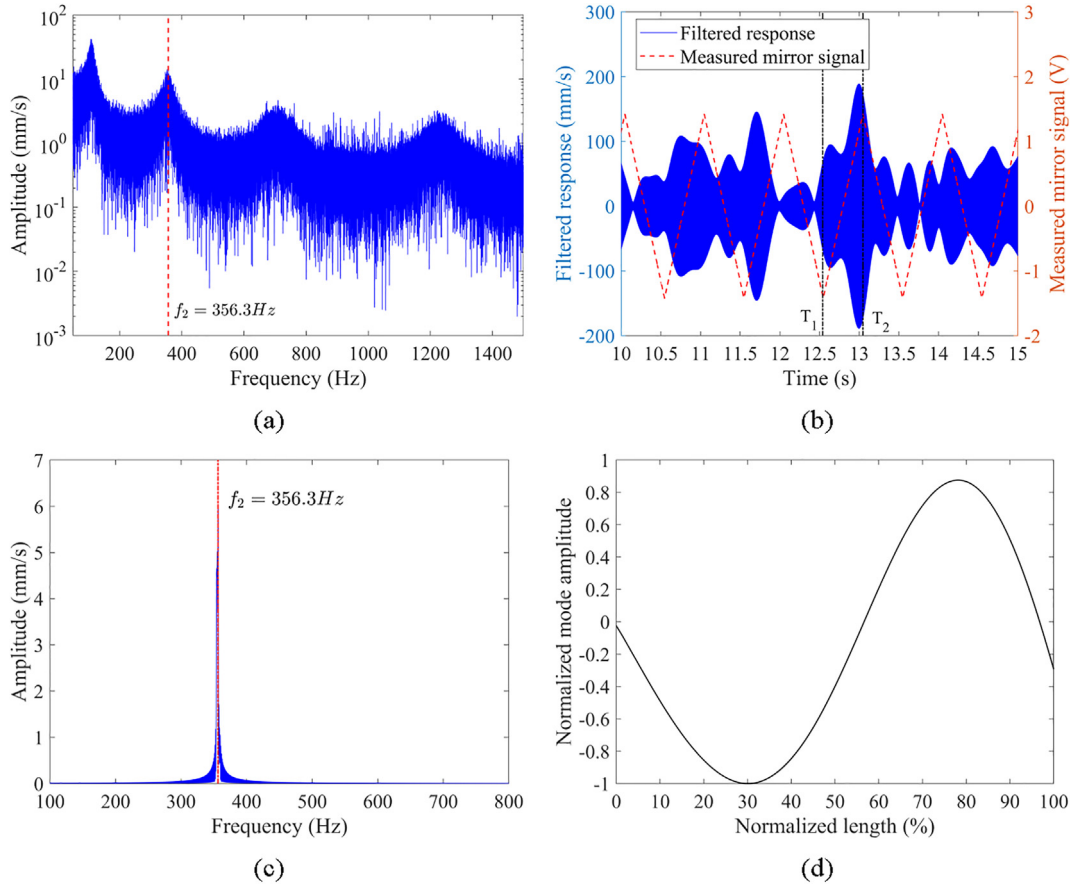 10^2
10^1
10^0
10^-1
10^-2
10^-3
Amplitude (mm/s)
f_2 = 356.3Hz
200 400 600 800 1000 1200 1400
Frequency (Hz)
(a)
300
200
100
0
-100
-200
Filtered response (mm/s)
Filtered response
Measured mirror signal
T_1
T_2
3
2
1
0
-1
-2
Measured mirror signal (V)
10 10.5 11 11.5 12 12.5 13 13.5 14 14.5 15
Time (s)
(b)
7
6
5
4
3
2
1
0
Amplitude (mm/s)
f_2 = 356.3Hz
100 200 300 400 500 600 700 800
Frequency (Hz)
(c)
1
0.8
0.6
0.4
0.2
0
-0.2
-0.4
-0.6
-0.8
-1
Normalized mode amplitude
0 10 20 30 40 50 60 70 80 90 100
Normalized length (%)
(d)